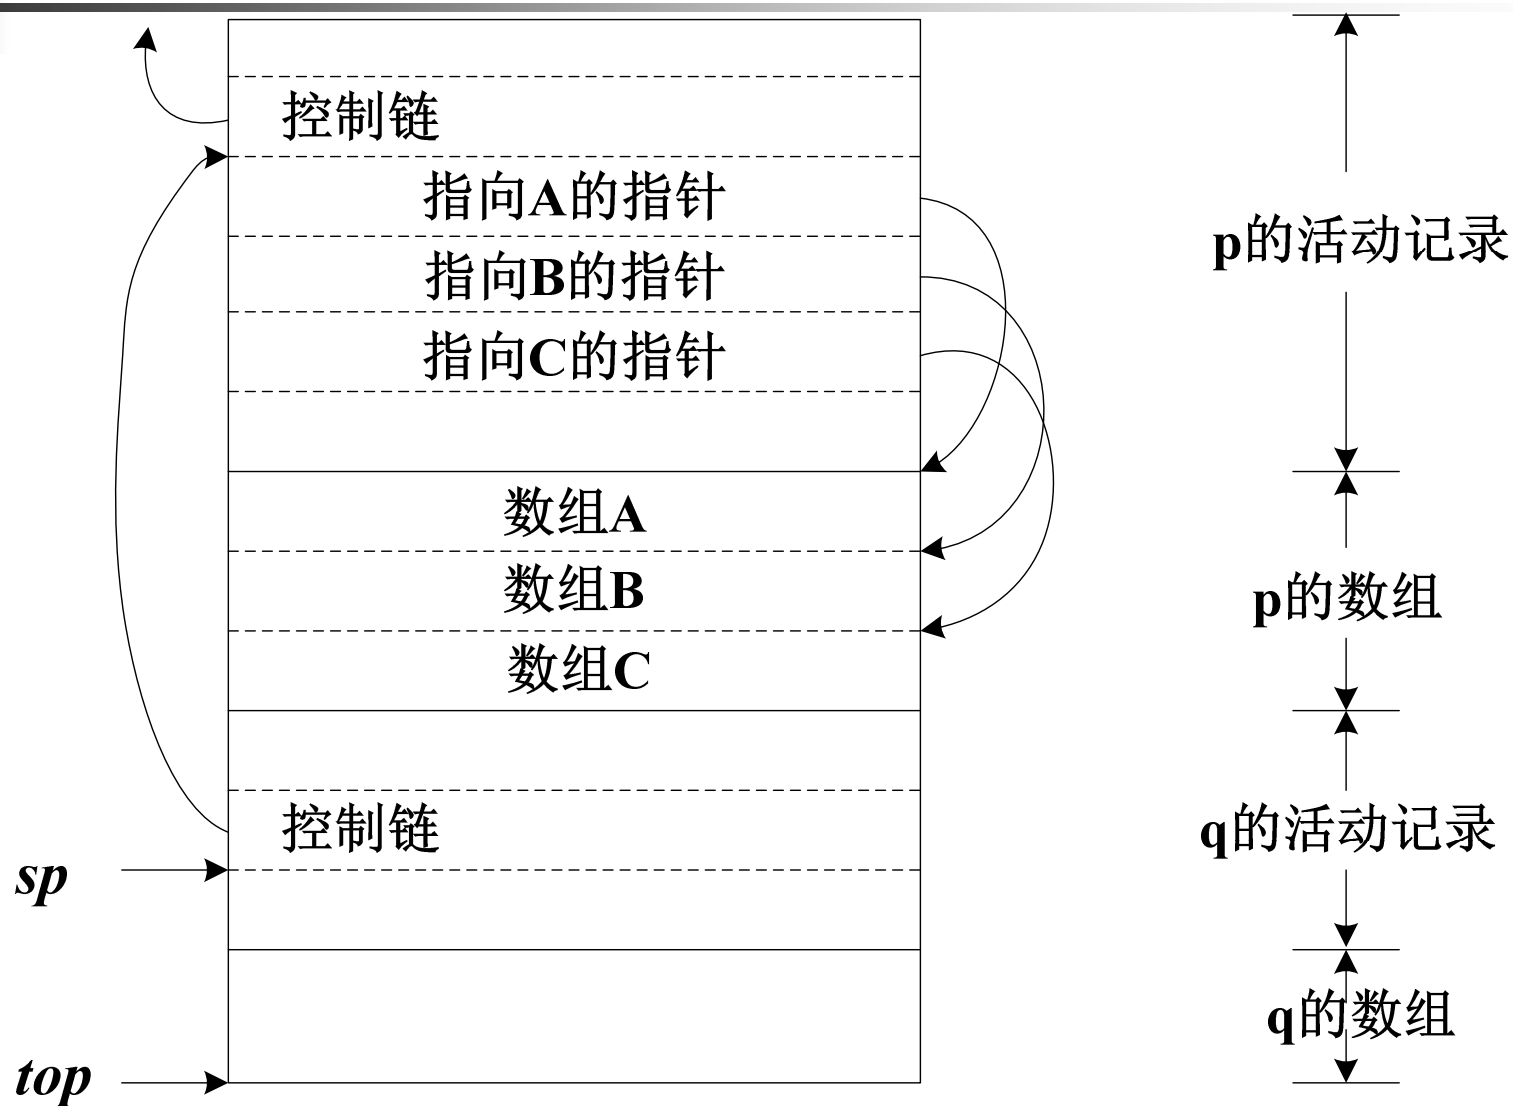 控制链
指向A的指针
指向B的指针
指向C的指针
数组A
数组B
数组C
控制链
sp
top
p的活动记录
p的数组
q的活动记录
q的数组